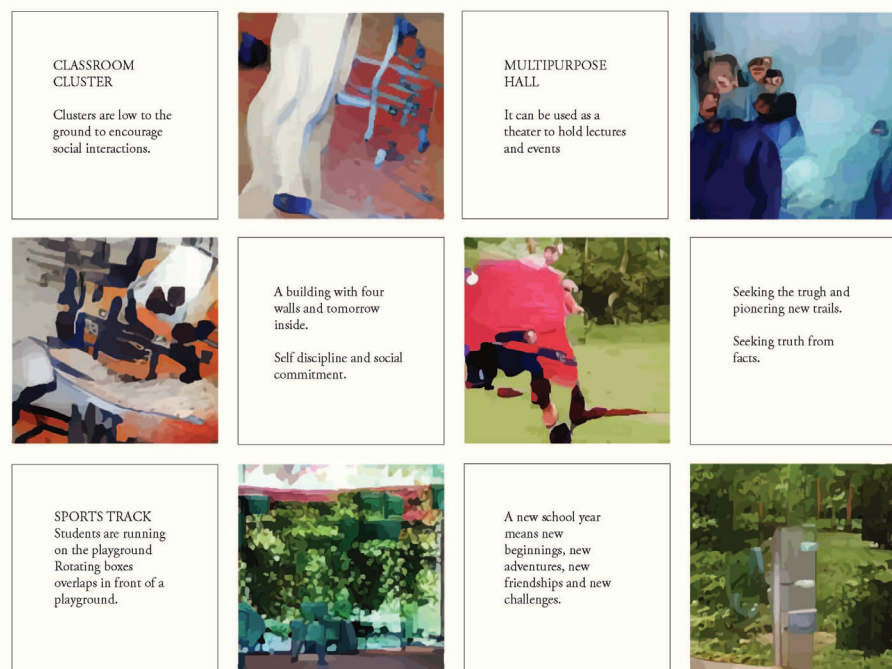 CLASSROOM
CLUSTER
Clusters are low to the
ground to encourage
social interactions.
MULTIPURPOSE
HALL
It can be used as a
theater to hold lectures
and events
A building with four
walls and tomorrow
inside.
Self discipline and social
commitment.
Seeking the trugh and
pionering new trails.
Seeking truth from
facts.
SPORTS TRACK
Students are running
on the playground
Rotating boxes
overlaps in front of a
playground.
A new school year
means new
beginnings, new
adventures, new
friendships and new
challenges.